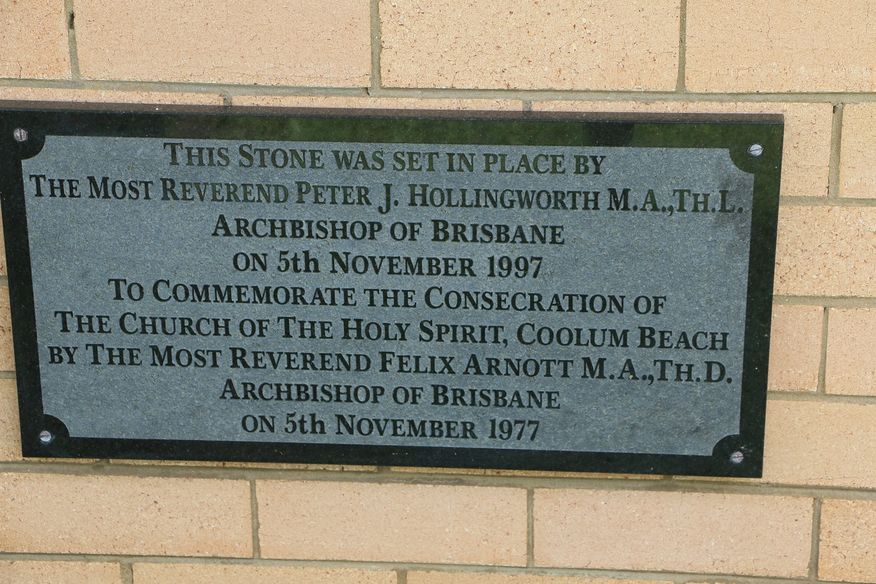 THIS STONE WAS SET IN PLACE BY
THE MOST REVEREND PETER J. HOLLINGWORTH M.A.,TH.L.
ARCHBISHOP OF BRISBANE
ON 5th NOVEMBER 1997
TO COMMEMORATE THE CONSECRATION OF
THE CHURCH OF THE HOLY SPIRIT, COOLUM BEACH
BY THE MOST REVEREND FELIX ARNOTT M.A.,TH.D.
ARCHBISHOP OF BRISBANE
ON 5th NOVEMBER 1977